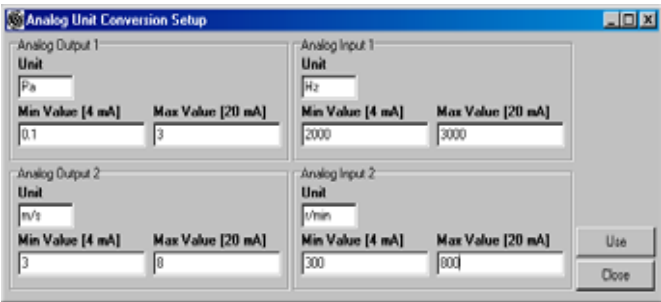 Analog Unit Conversion Setup
Analog Output 1
Unit
Pa
Min Value [4 mA] Max Value [20 mA]
0.1 3
Analog Input 1
Unit
Hz
Min Value [4 mA] Max Value [20 mA]
2000 3000
Analog Output 2
Unit
m/s
Min Value [4 mA] Max Value [20 mA]
3 8
Analog Input 2
Unit
r/min
Min Value [4 mA] Max Value [20 mA]
300 800
Use
Close